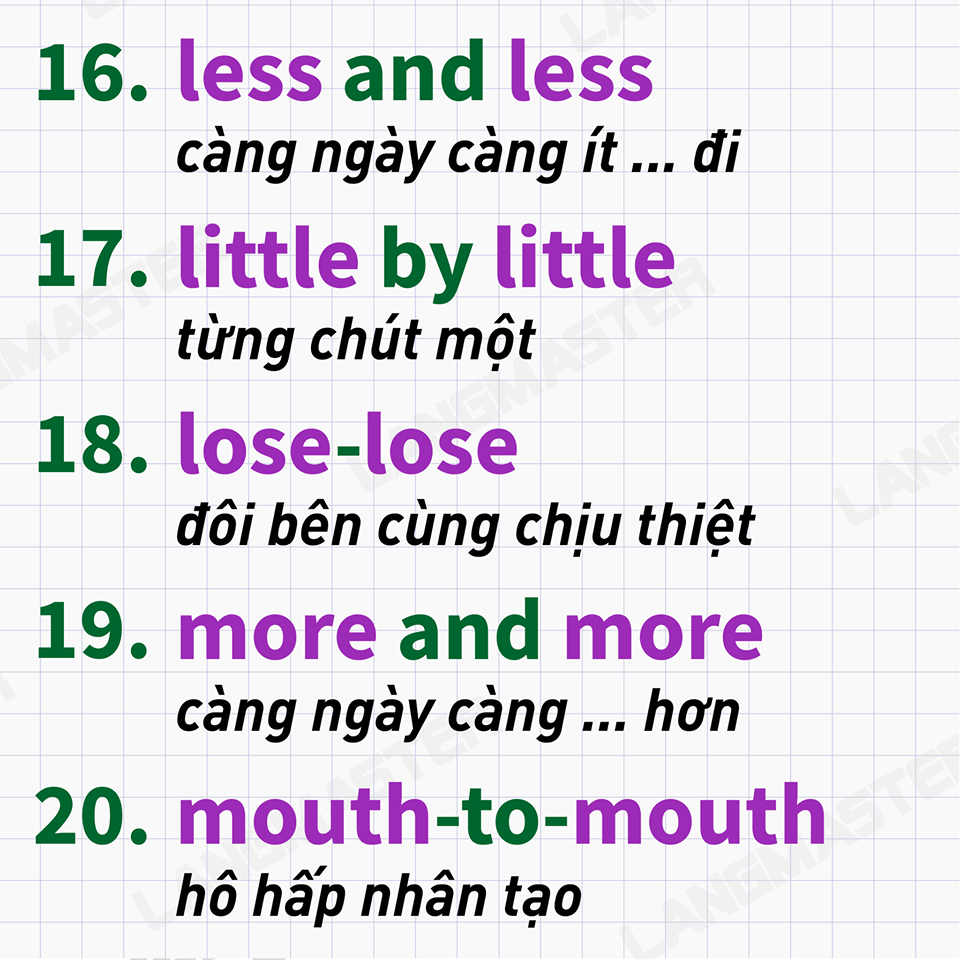 16. less and less
càng ngày càng ít ... đi
17. little by little
từng chút một
18. lose-lose
đôi bên cùng chịu thiệt
19. more and more
càng ngày càng ... hơn
20. mouth-to-mouth
hô hấp nhân tạo
LANGMASTER
LANGMASTER
LANGMASTER
LANGMASTER